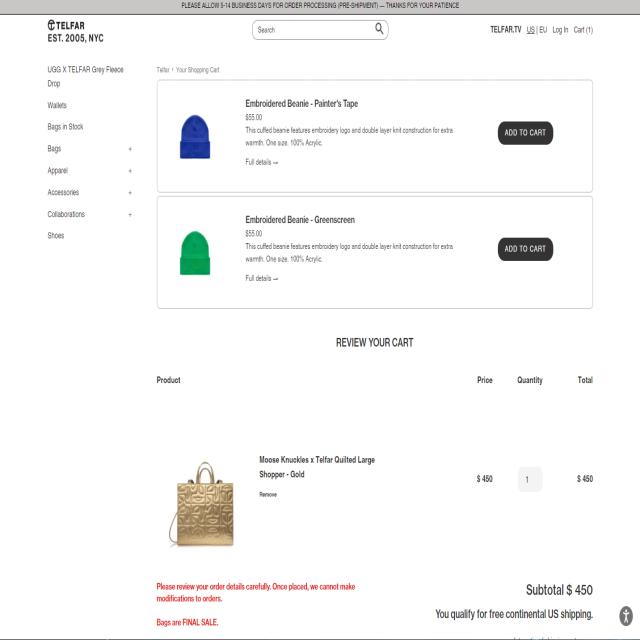 PLEASE ALLOW 5-14 BUSINESS DAYS FOR ORDER PROCESSING (PRE-SHIPMENT) — THANKS FOR YOUR PATIENCE
TELFAR
EST. 2005, NYC
Search
TELFAR.TV US | EU Log In Cart (1)
UGG X TELFAR Grey Fleece
Drop
Wallets
Bags in Stock
Bags +
Apparel +
Accessories +
Collaborations +
Shoes
Telfar › Your Shopping Cart
Embroidered Beanie - Painter's Tape
$55.00
This cuffed beanie features embroidery logo and double layer knit construction for extra
warmth. One size. 100% Acrylic.
Full details →
ADD TO CART
Embroidered Beanie - Greenscreen
$55.00
This cuffed beanie features embroidery logo and double layer knit construction for extra
warmth. One size. 100% Acrylic.
Full details →
ADD TO CART
REVIEW YOUR CART
Product Price Quantity Total
Moose Knuckles x Telfar Quilted Large
Shopper - Gold
Remove
$ 450 1 $ 450
Please review your order details carefully. Once placed, we cannot make
modifications to orders.
Bags are FINAL SALE.
Subtotal $ 450
You qualify for free continental US shipping.